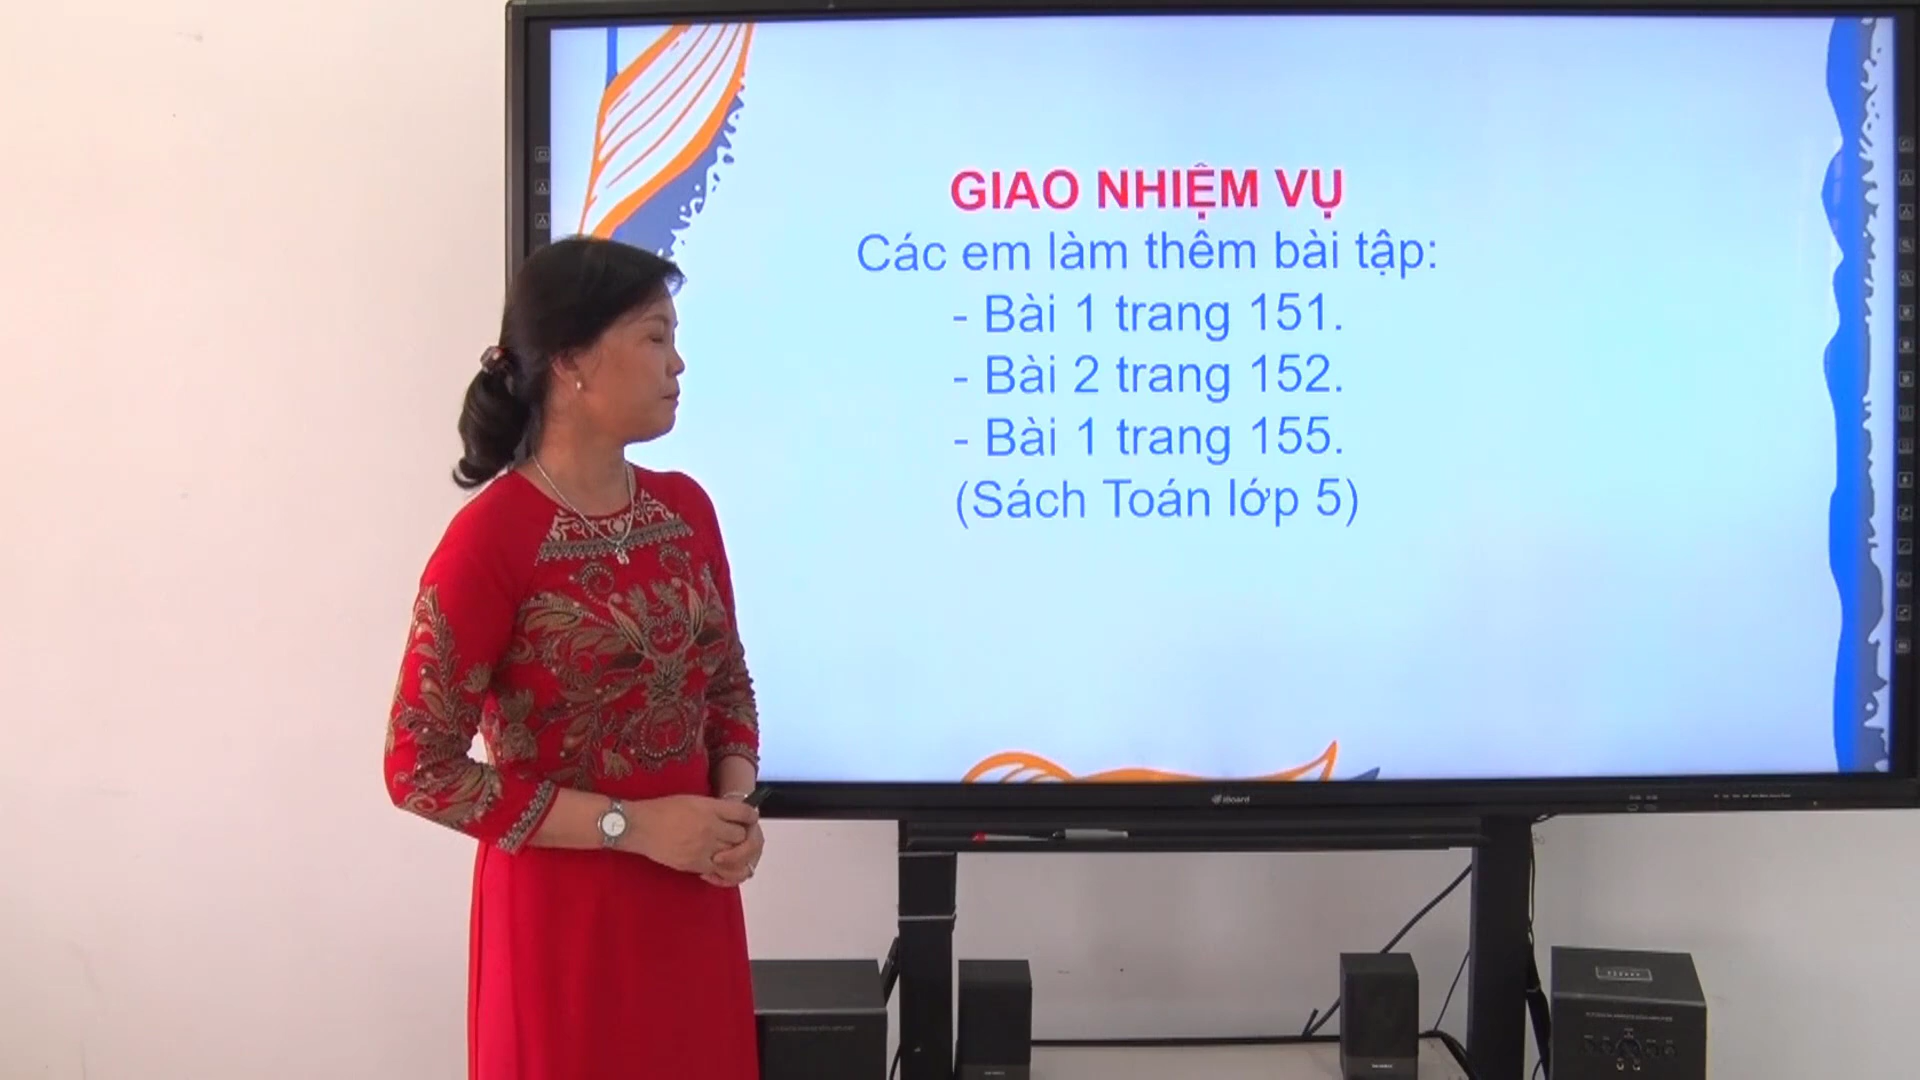 GIAO NHIỆM VỤ
Các em làm thêm bài tập:
- Bài 1 trang 151.
- Bài 2 trang 152.
- Bài 1 trang 155.
(Sách Toán lớp 5)
iBoard